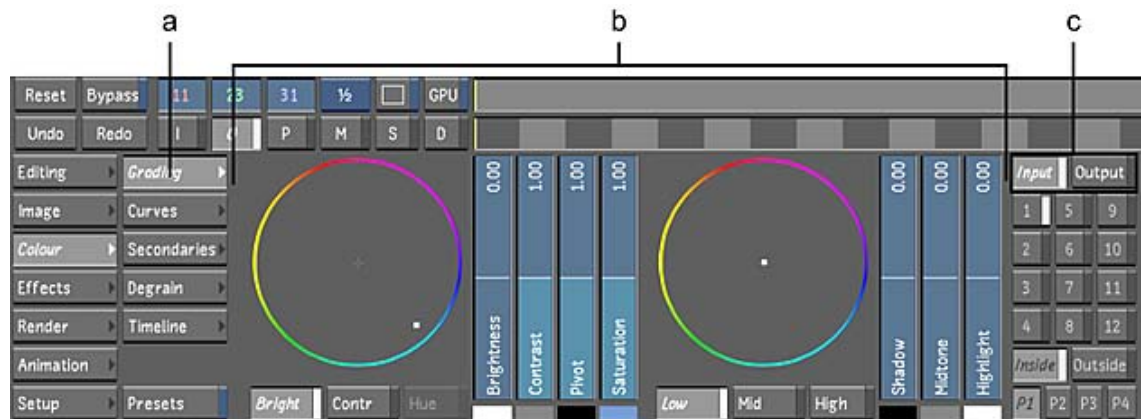 a b c
Reset Bypass 11 23 31 ½ GPU
Undo Redo I P M S D
Editing Grading 0.00 1.00 1.00 1.00 0.00 0.00 0.00 Input Output
Image Curves 1 5 9
Colour Secondaries 2 6 10
Effects Degrain 3 7 11
Render Timeline 4 8 12
Animation Brightness Contrast Pivot Saturation Shadow Midtone Highlight Inside Outside
Setup Presets Bright Contr Hue Low Mid High P1 P2 P3 P4